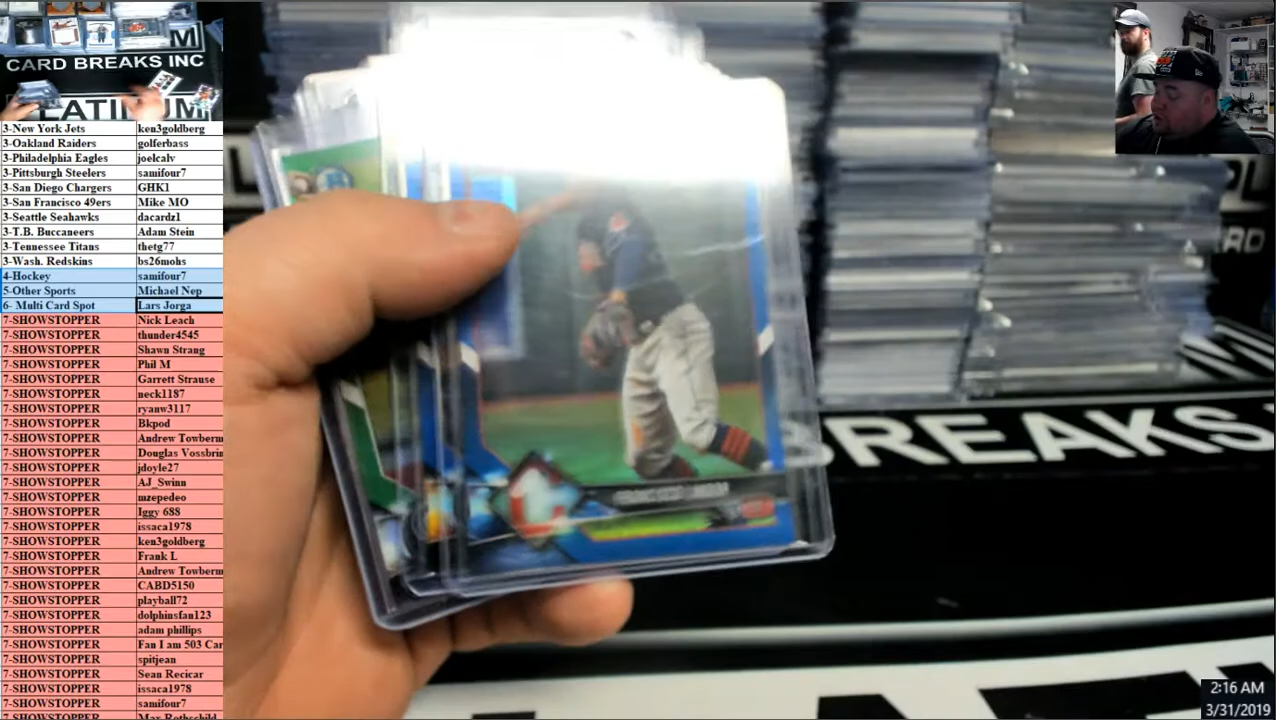 M
CARD BREAKS INC
PLATINUM
3-New York Jets ken3goldberg
3-Oakland Raiders golferbass
3-Philadelphia Eagles joelcalv
3-Pittsburgh Steelers samifour7
3-San Diego Chargers GHK1
3-San Francisco 49ers Mike MO
3-Seattle Seahawks dacardz1
3-T.B. Buccaneers Adam Stein
3-Tennessee Titans thetg77
3-Wash. Redskins bs26mohs
4-Hockey samifour7
5-Other Sports Michael Nep
6- Multi Card Spot Lars Jorga
7-SHOWSTOPPER Nick Leach
7-SHOWSTOPPER thunder4545
7-SHOWSTOPPER Shawn Strang
7-SHOWSTOPPER Phil M
7-SHOWSTOPPER Garrett Strause
7-SHOWSTOPPER neck1187
7-SHOWSTOPPER ryanw3117
7-SHOWSTOPPER Bkpod
7-SHOWSTOPPER Andrew Towberm
7-SHOWSTOPPER Douglas Vossbrin
7-SHOWSTOPPER jdoyle27
7-SHOWSTOPPER AJ_Swinn
7-SHOWSTOPPER mzepedeo
7-SHOWSTOPPER Iggy 688
7-SHOWSTOPPER issaca1978
7-SHOWSTOPPER ken3goldberg
7-SHOWSTOPPER Frank L
7-SHOWSTOPPER Andrew Towberm
7-SHOWSTOPPER CABD5150
7-SHOWSTOPPER playball72
7-SHOWSTOPPER dolphinsfan123
7-SHOWSTOPPER adam phillips
7-SHOWSTOPPER Fan I am 503 Car
7-SHOWSTOPPER spitjean
7-SHOWSTOPPER Sean Recicar
7-SHOWSTOPPER issaca1978
7-SHOWSTOPPER samifour7
7-SHOWSTOPPER Max Rothschild
RD
BREAKS
2:16 AM
3/31/2019